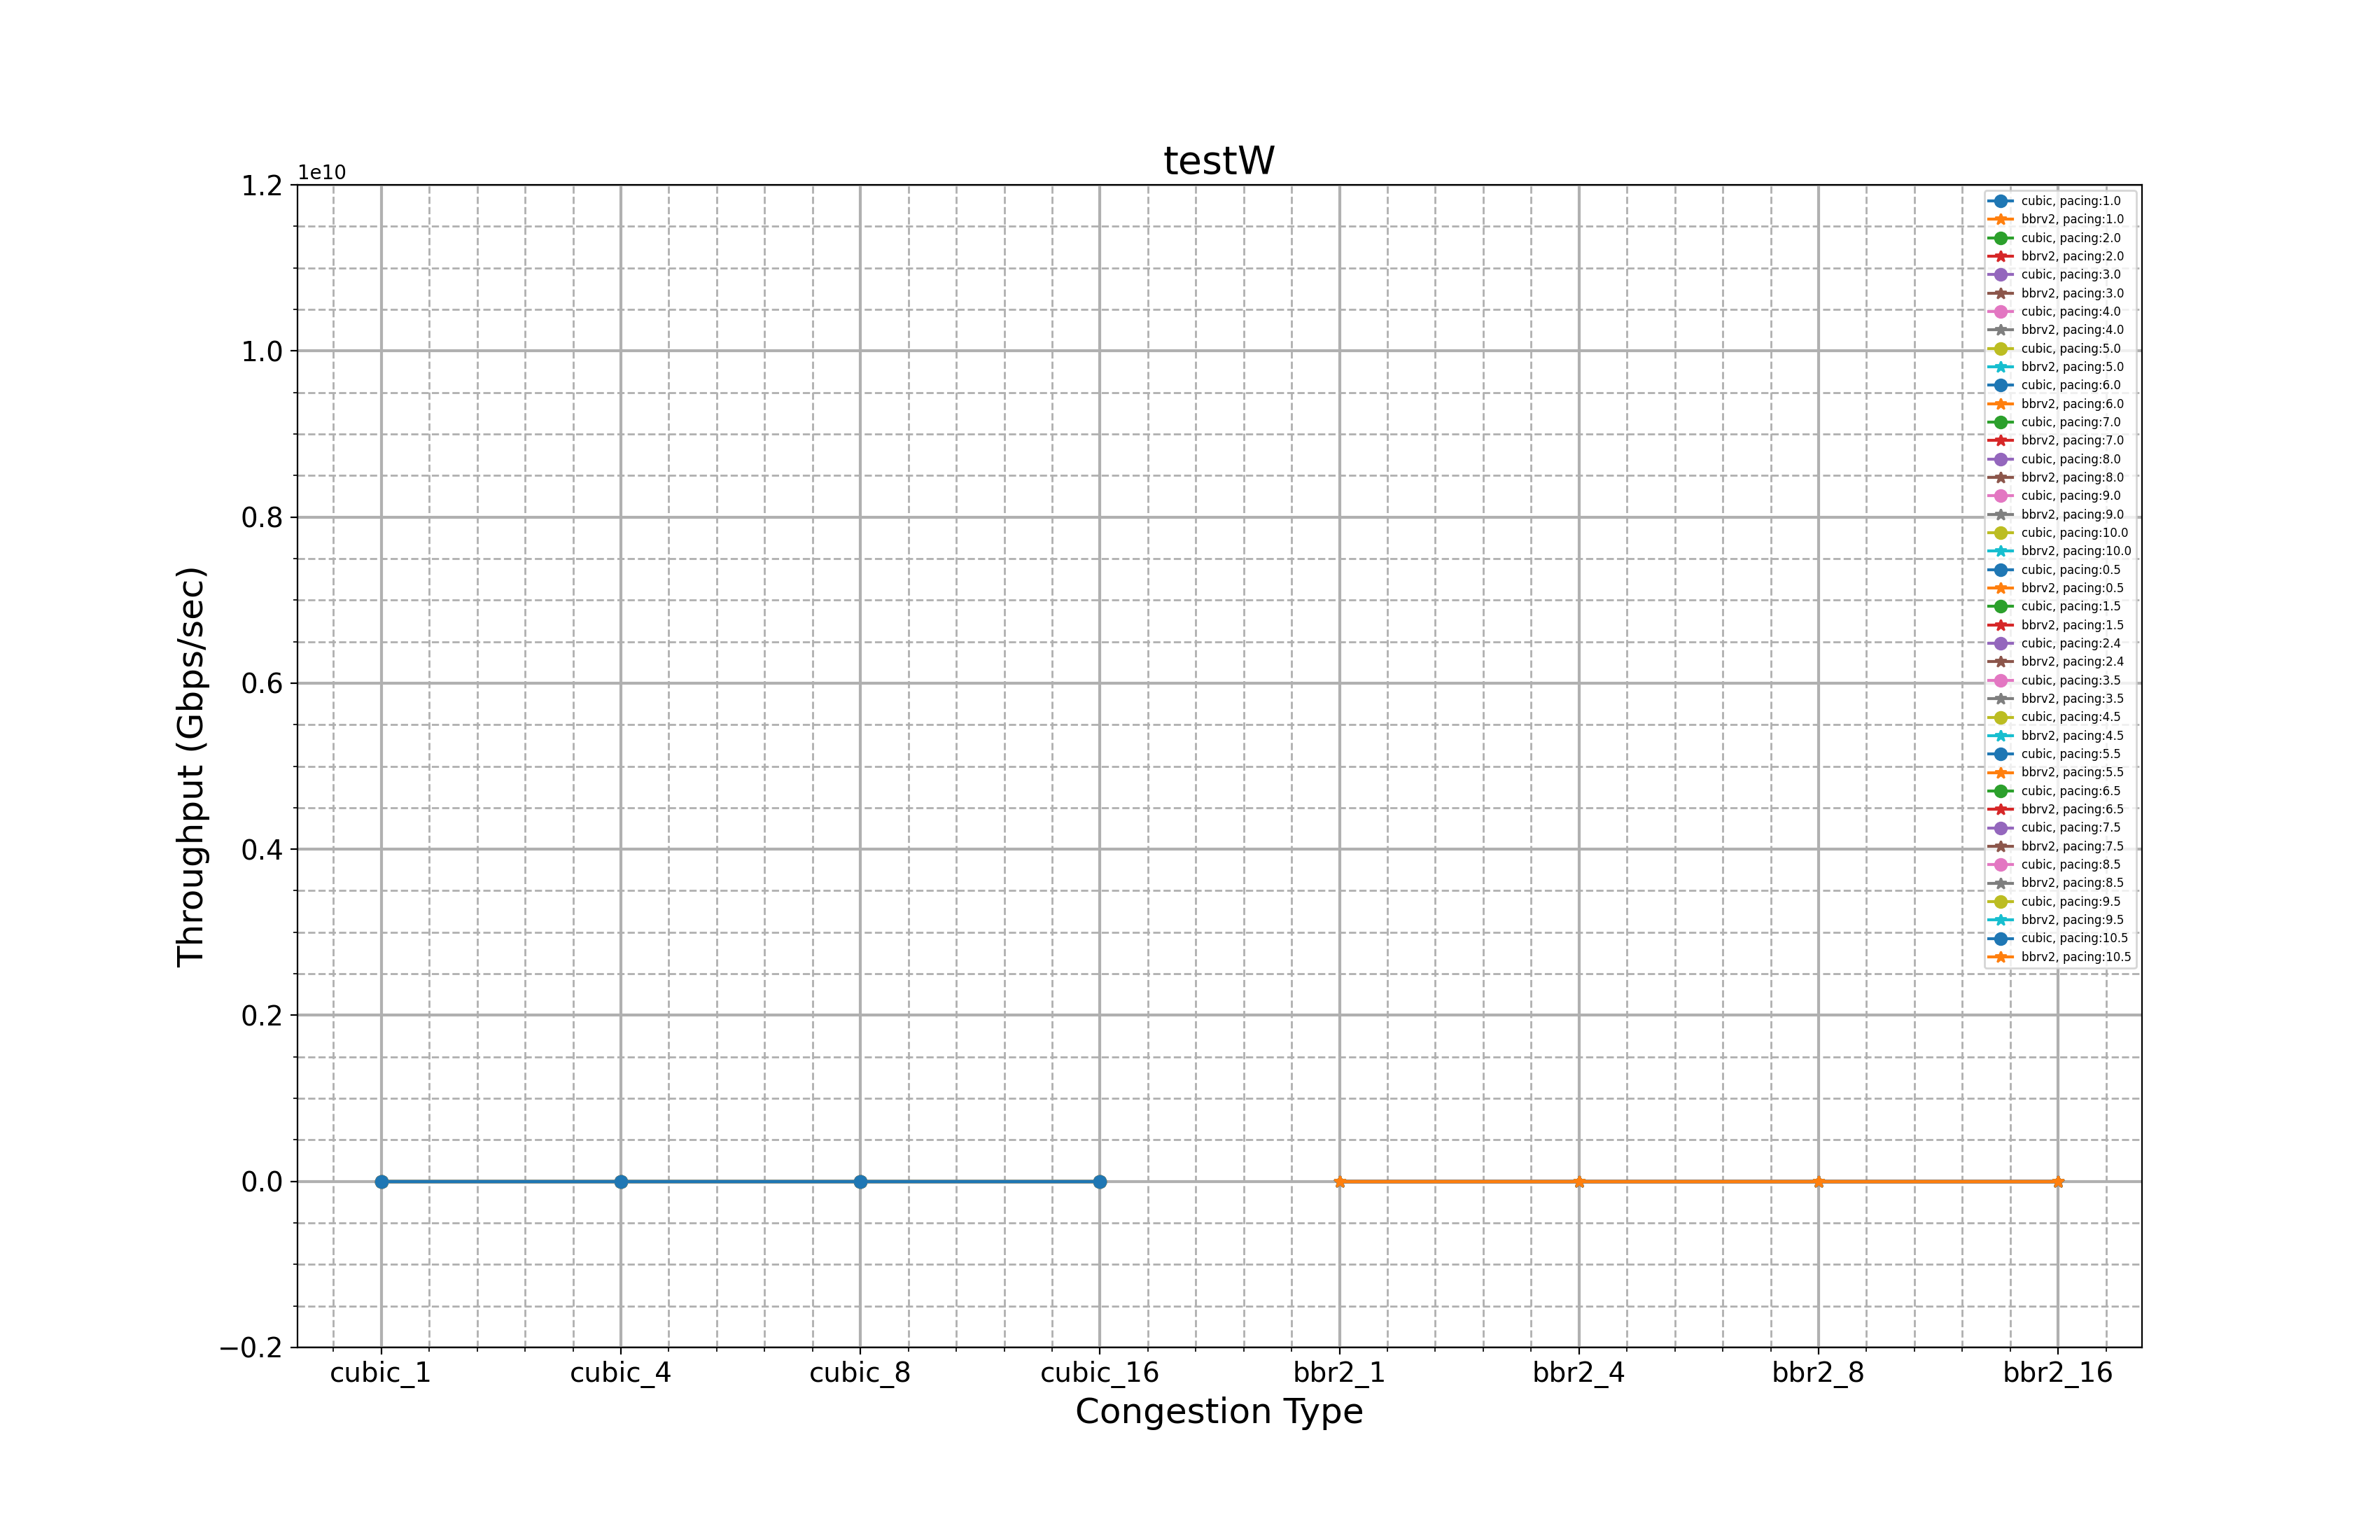 testW
1e10
1.2
1.0
0.8
0.6
0.4
0.2
0.0
−0.2
Throughput (Gbps/sec)
cubic, pacing:1.0
bbrv2, pacing:1.0
cubic, pacing:2.0
bbrv2, pacing:2.0
cubic, pacing:3.0
bbrv2, pacing:3.0
cubic, pacing:4.0
bbrv2, pacing:4.0
cubic, pacing:5.0
bbrv2, pacing:5.0
cubic, pacing:6.0
bbrv2, pacing:6.0
cubic, pacing:7.0
bbrv2, pacing:7.0
cubic, pacing:8.0
bbrv2, pacing:8.0
cubic, pacing:9.0
bbrv2, pacing:9.0
cubic, pacing:10.0
bbrv2, pacing:10.0
cubic, pacing:0.5
bbrv2, pacing:0.5
cubic, pacing:1.5
bbrv2, pacing:1.5
cubic, pacing:2.4
bbrv2, pacing:2.4
cubic, pacing:3.5
bbrv2, pacing:3.5
cubic, pacing:4.5
bbrv2, pacing:4.5
cubic, pacing:5.5
bbrv2, pacing:5.5
cubic, pacing:6.5
bbrv2, pacing:6.5
cubic, pacing:7.5
bbrv2, pacing:7.5
cubic, pacing:8.5
bbrv2, pacing:8.5
cubic, pacing:9.5
bbrv2, pacing:9.5
cubic, pacing:10.5
bbrv2, pacing:10.5
cubic_1 cubic_4 cubic_8 cubic_16 bbr2_1 bbr2_4 bbr2_8 bbr2_16
Congestion Type